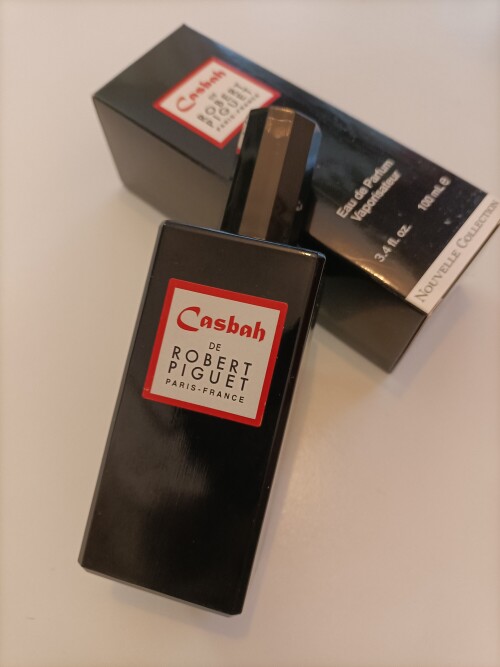 Casbah
DE
ROBERT
PIGUET
PARIS-FRANCE
Eau de Parfum
Vaporisateur
3.4 fl. oz. 100 mL e
NOUVELLE COLLECTION
Casbah
DE
ROBERT
PIGUET
PARIS-FRANCE